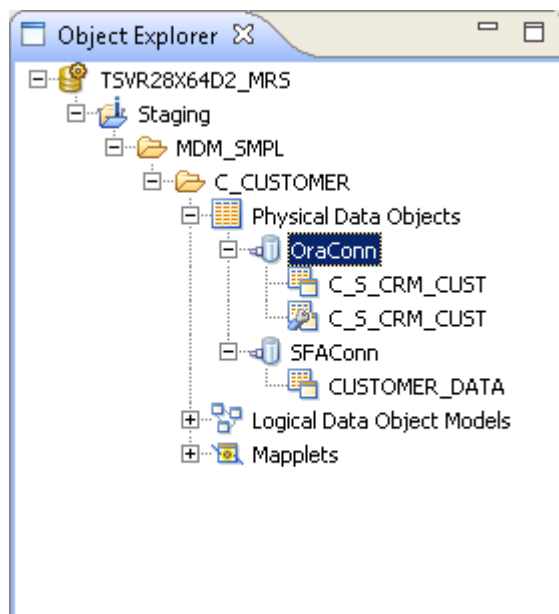 Object Explorer
TSVR28X64D2_MRS
Staging
MDM_SMPL
C_CUSTOMER
Physical Data Objects
OraConn
C_S_CRM_CUST
C_S_CRM_CUST
SFAConn
CUSTOMER_DATA
Logical Data Object Models
Mapplets